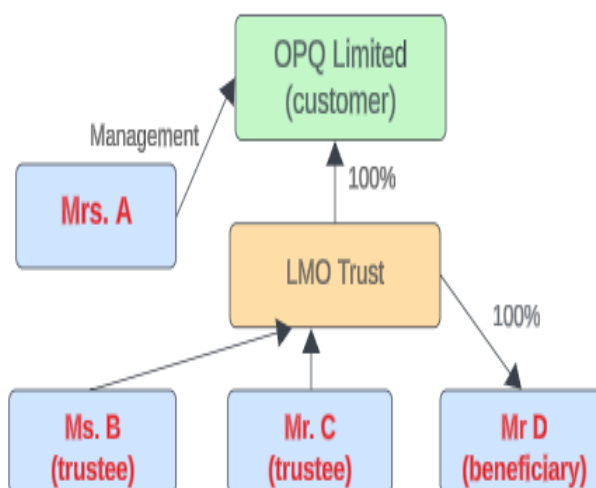 OPQ Limited
(customer)
Management
Mrs. A
100%
LMO Trust
100%
Ms. B
(trustee)
Mr. C
(trustee)
Mr D
(beneficiary)